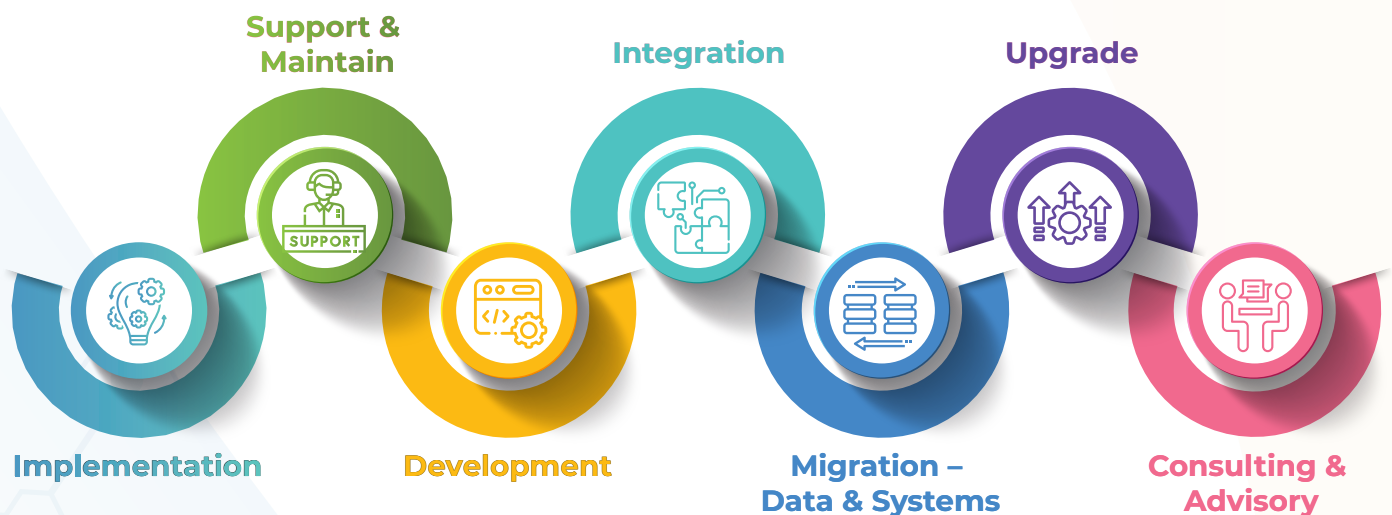 Support &
Maintain
Integration
Upgrade
SUPPORT
</>
Implementation
Development
Migration –
Data & Systems
Consulting &
Advisory